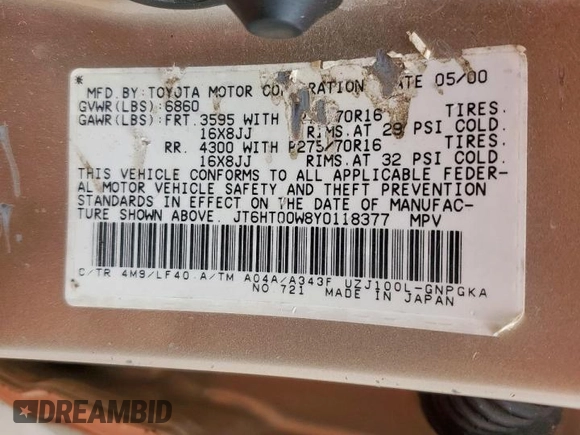 MFD.BY:TOYOTA MOTOR CORPORATION DATE 05/00
GVWR(LBS):6860
GAWR(LBS):FRT.3595 WITH P275/70R16 TIRES.
16X8JJ RIMS.AT 29 PSI COLD.
RR. 4300 WITH P275/70R16 TIRES.
16X8JJ RIMS.AT 32 PSI COLD.
THIS VEHICLE CONFORMS TO ALL APPLICABLE FEDER-
AL MOTOR VEHICLE SAFETY AND THEFT PREVENTION
STANDARDS IN EFFECT ON THE DATE OF MANUFAC-
TURE SHOWN ABOVE. JT6HT00W8Y0118377 MPV
C/TR 4M9/LF40 A/TM A04A/A343F UZJ100L-GNPGKA
NO 721 MADE IN JAPAN
DREAMBID